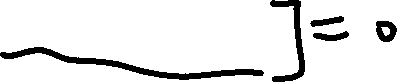 ] = 0